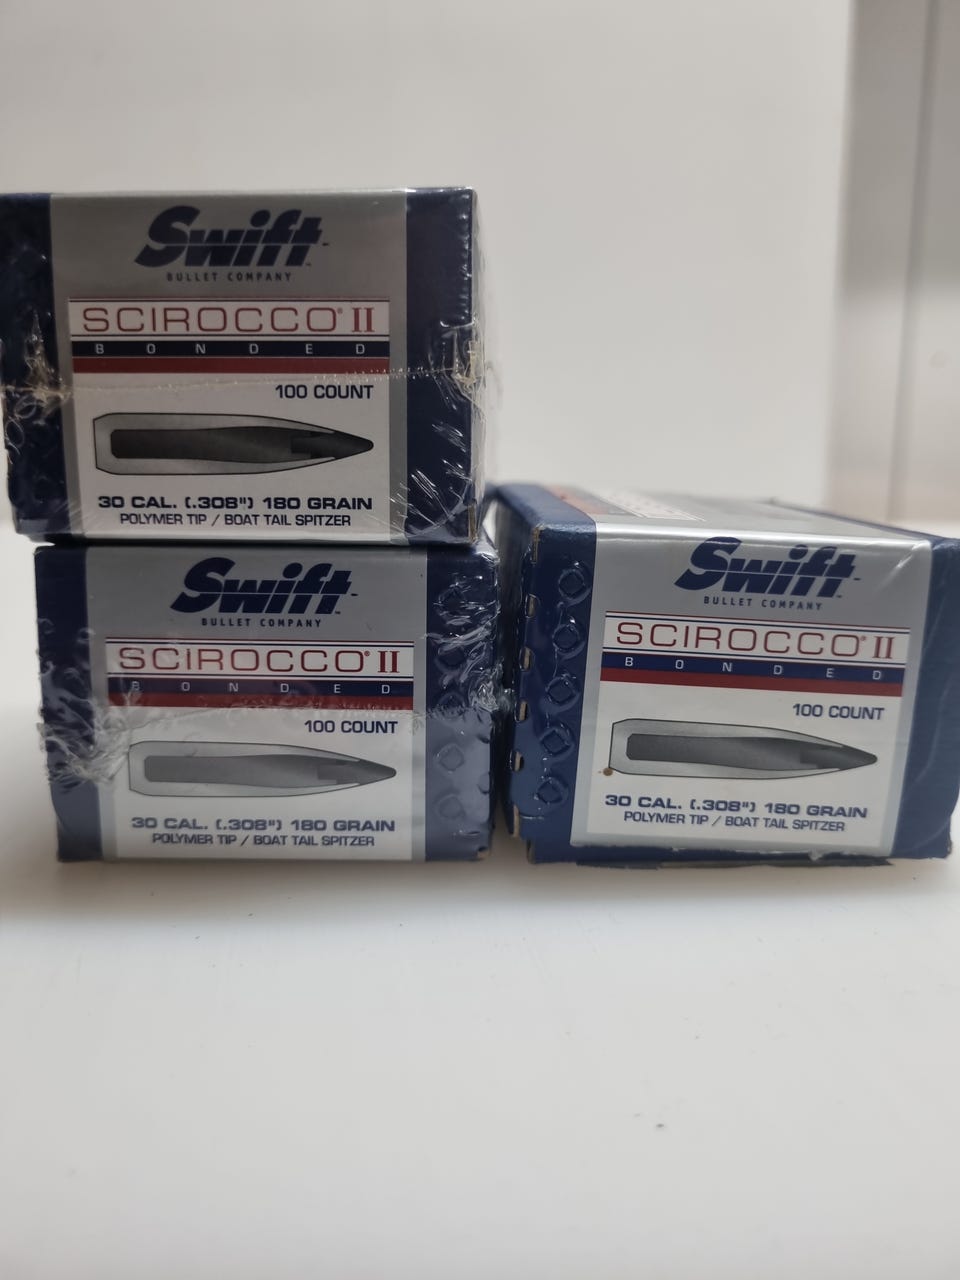 Swift
BULLET COMPANY
SCIROCCO® II
BONDED
100 COUNT
30 CAL. (.308") 180 GRAIN
POLYMER TIP / BOAT TAIL SPITZER
Swift
BULLET COMPANY
SCIROCCO® II
BONDED
100 COUNT
30 CAL. (.308") 180 GRAIN
POLYMER TIP / BOAT TAIL SPITZER
Swift
BULLET COMPANY
SCIROCCO® II
BONDED
100 COUNT
30 CAL. (.308") 180 GRAIN
POLYMER TIP / BOAT TAIL SPITZER